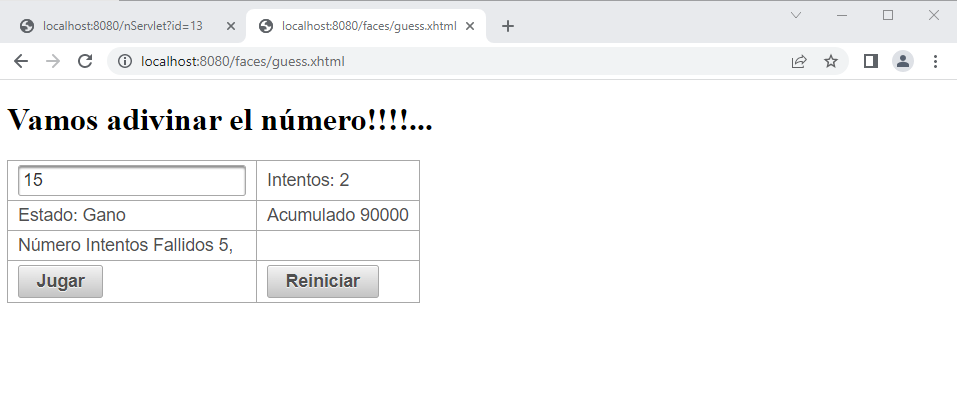 localhost:8080/nServlet?id=13 localhost:8080/faces/guess.xhtml
localhost:8080/faces/guess.xhtml
Vamos adivinar el número!!!!...
15 Intentos: 2
Estado: Gano Acumulado 90000
Número Intentos Fallidos 5,
Jugar Reiniciar